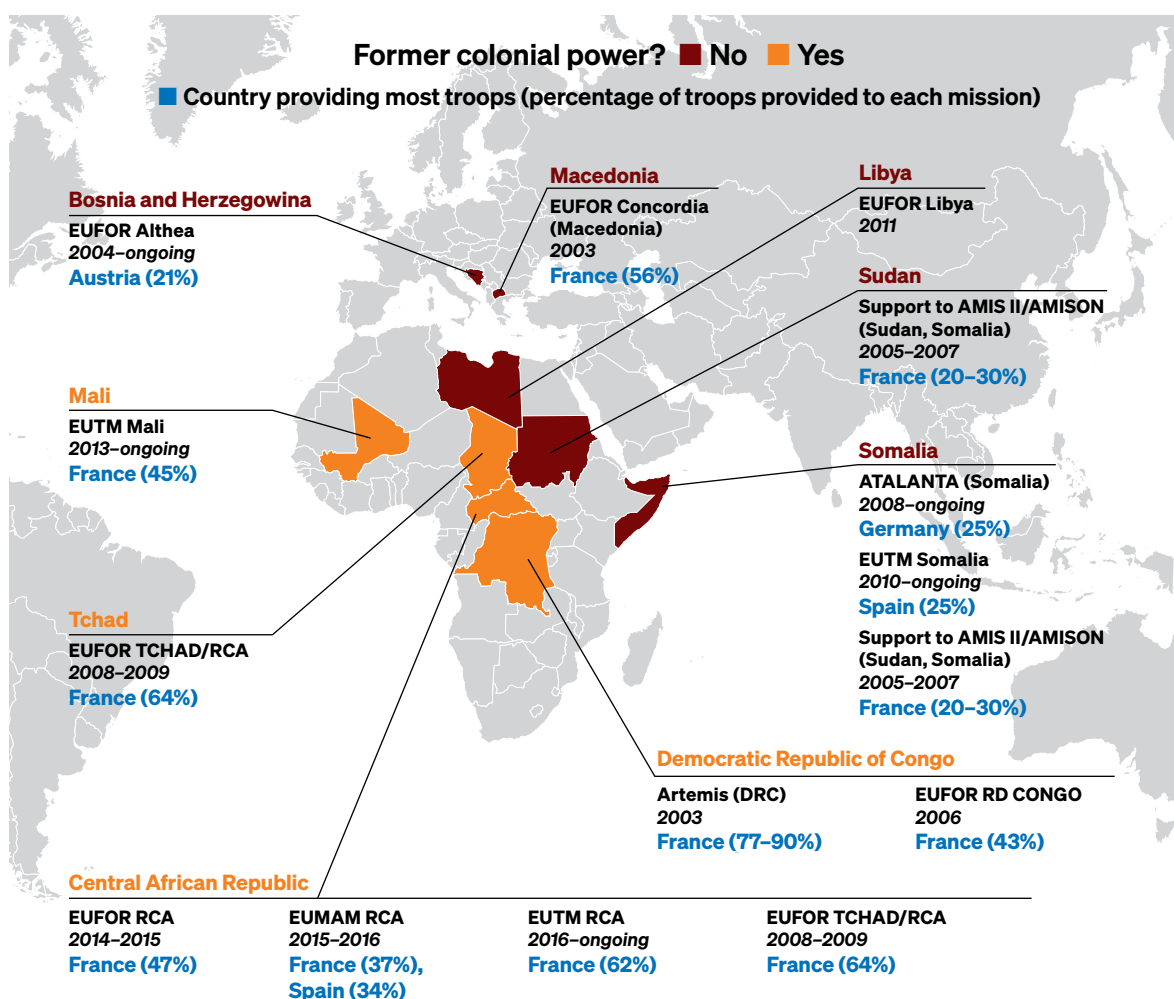 Former colonial power? No Yes
Country providing most troops (percentage of troops provided to each mission)
Bosnia and Herzegowina
EUFOR Althea
2004–ongoing
Austria (21%)
Macedonia
EUFOR Concordia
(Macedonia)
2003
France (56%)
Libya
EUFOR Libya
2011
Sudan
Support to AMIS II/AMISON
(Sudan, Somalia)
2005–2007
France (20–30%)
Mali
EUTM Mali
2013–ongoing
France (45%)
Somalia
ATALANTA (Somalia)
2008–ongoing
Germany (25%)
EUTM Somalia
2010–ongoing
Spain (25%)
Support to AMIS II/AMISON
(Sudan, Somalia)
2005–2007
France (20–30%)
Tchad
EUFOR TCHAD/RCA
2008–2009
France (64%)
Democratic Republic of Congo
Artemis (DRC)
2003
France (77–90%)
EUFOR RD CONGO
2006
France (43%)
Central African Republic
EUFOR RCA
2014–2015
France (47%)
EUMAM RCA
2015–2016
France (37%),
Spain (34%)
EUTM RCA
2016–ongoing
France (62%)
EUFOR TCHAD/RCA
2008–2009
France (64%)